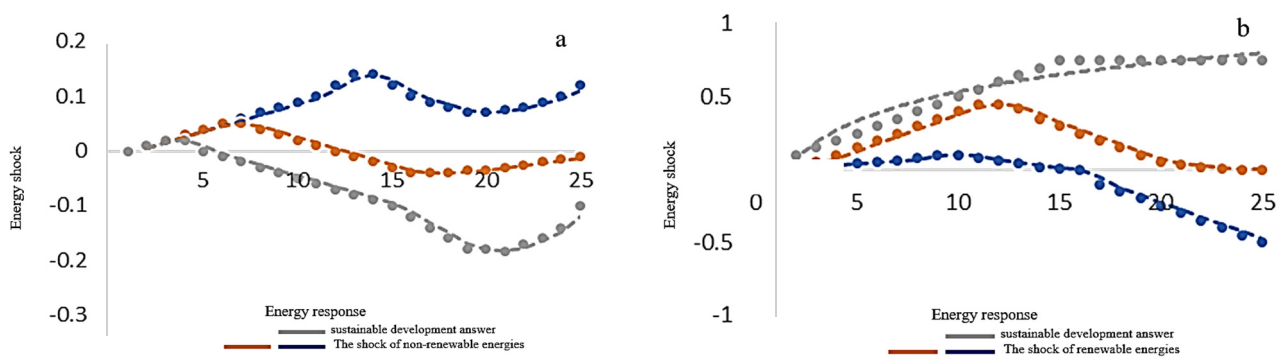 a
0.2
0.1
0
-0.1
-0.2
-0.3
5
10
15
20
25
Energy shock
Energy response
sustainable development answer
The shock of non-renewable energies
b
1
0.5
0
-0.5
-1
5
10
15
20
25
Energy shock
Energy response
sustainable development answer
The shock of renewable energies